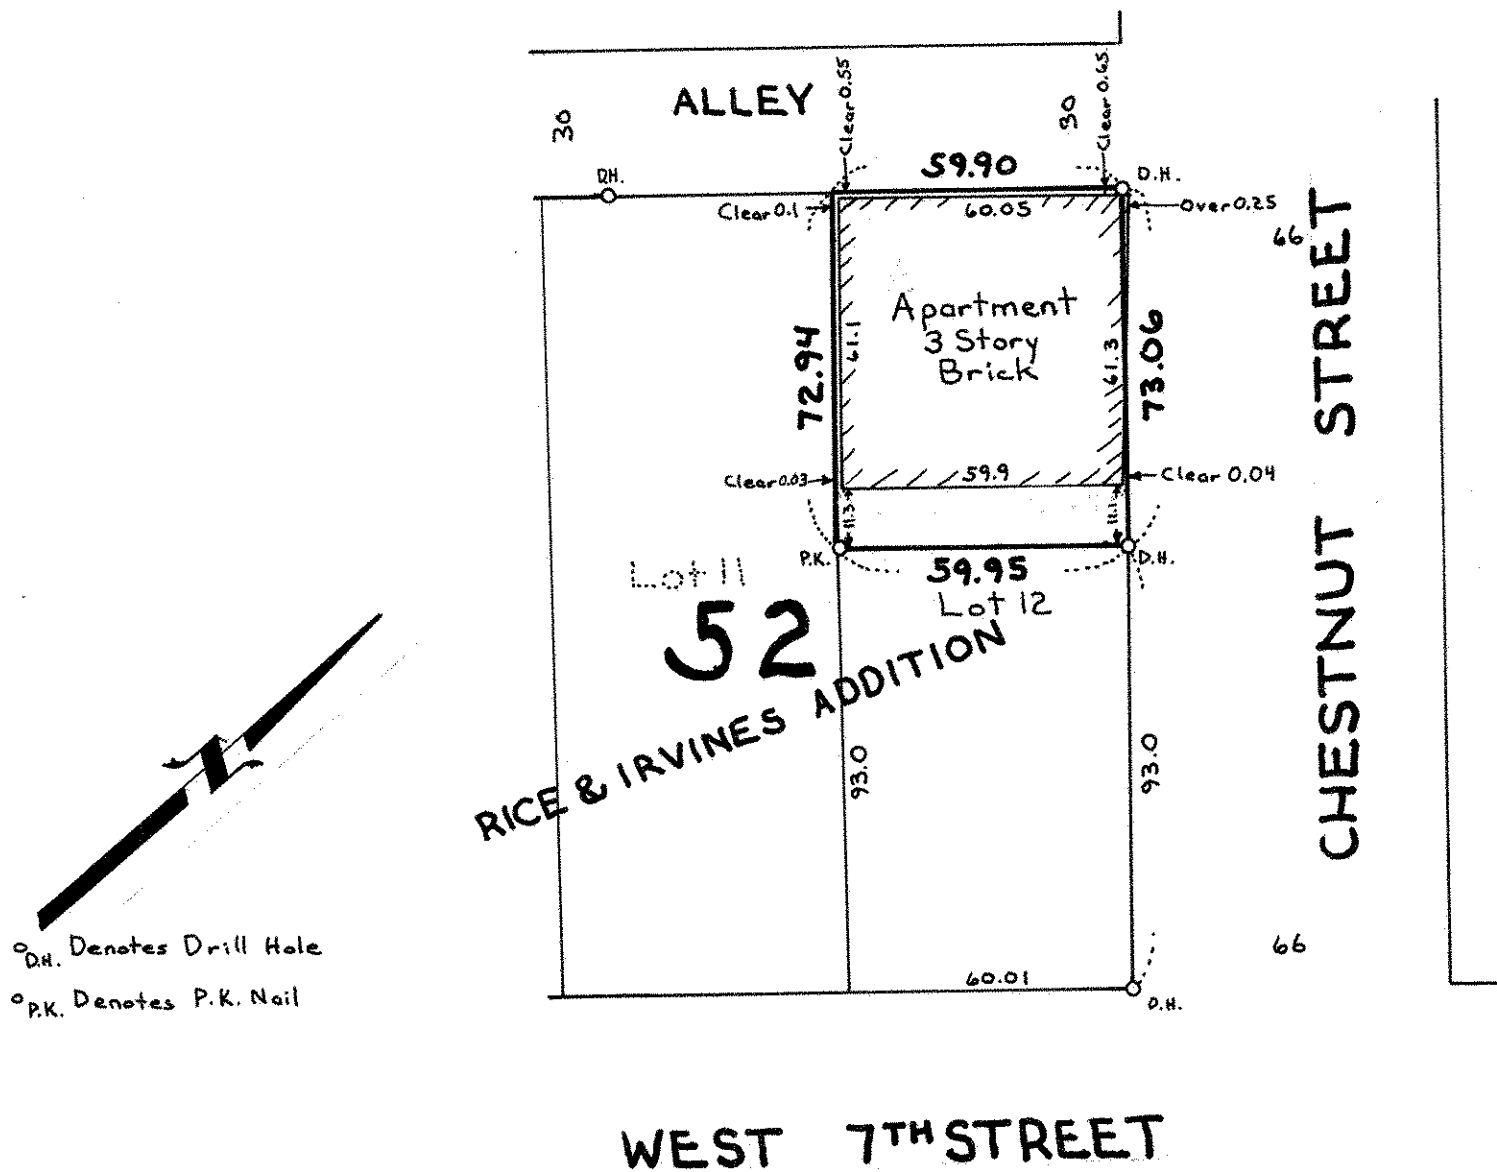 Clear 0.55
Clear 0.65
ALLEY
30
30
59.90
D.H.
D.H.
Clear 0.1
60.05
Over 0.25
66
Apartment
3 Story
Brick
61.1
61.3
72.94
73.06
CHESTNUT STREET
Clear 0.03
59.9
Clear 0.04
11.3
11.1
P.K.
D.H.
59.95
Lot 11
Lot 12
52
RICE & IRVINES ADDITION
N
93.0
93.0
O D.H. Denotes Drill Hole
O P.K. Denotes P.K. Nail
66
60.01
D.H.
WEST 7TH STREET